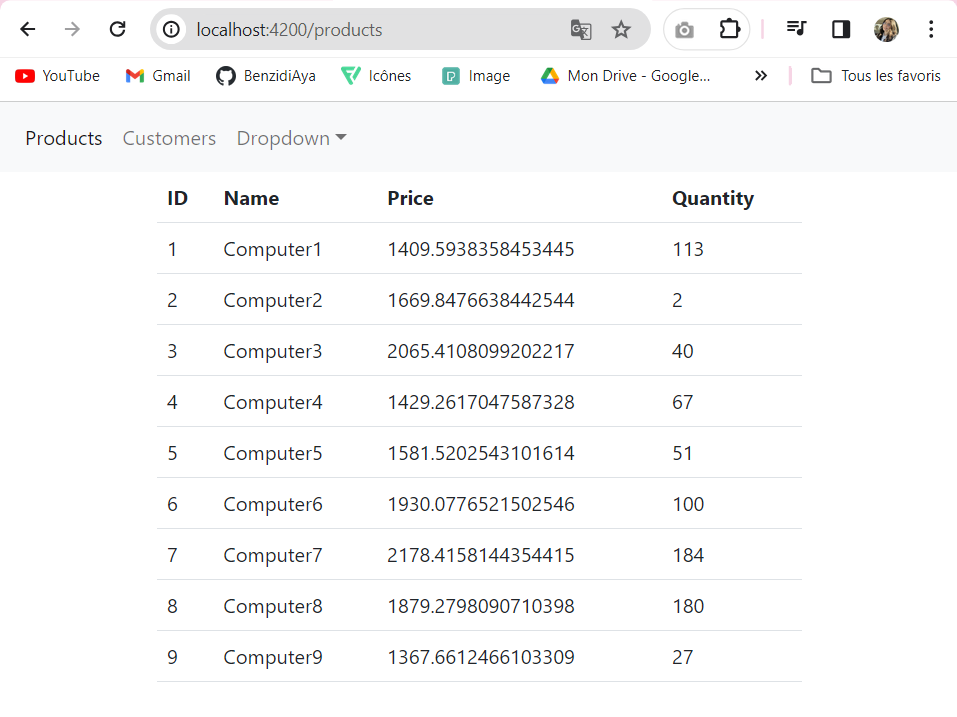 localhost:4200/products
YouTube Gmail BenzidiAya Icônes Image Mon Drive - Google... Tous les favoris
Products Customers Dropdown
ID Name Price Quantity
1 Computer1 1409.5938358453445 113
2 Computer2 1669.8476638442544 2
3 Computer3 2065.4108099202217 40
4 Computer4 1429.2617047587328 67
5 Computer5 1581.5202543101614 51
6 Computer6 1930.0776521502546 100
7 Computer7 2178.4158144354415 184
8 Computer8 1879.2798090710398 180
9 Computer9 1367.6612466103309 27